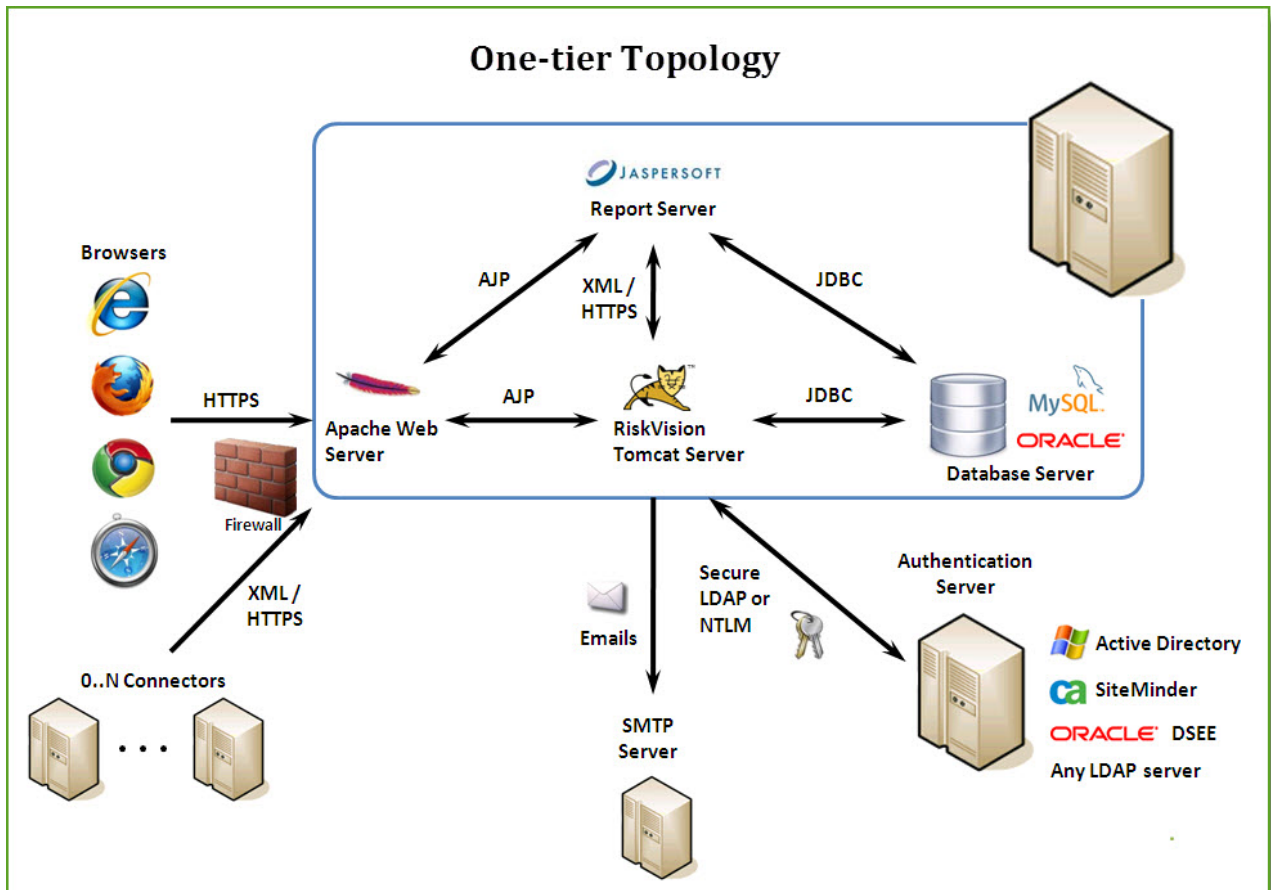 One-tier Topology
JASPERSOFT
Report Server
Browsers
AJP
XML /
HTTPS
JDBC
HTTPS
AJP
JDBC
TM
MySQL.
ORACLE®
Apache Web
Server
RiskVision
Tomcat Server
Database Server
Firewall
XML /
HTTPS
0..N Connectors
Emails
SMTP
Server
Secure
LDAP or
NTLM
Authentication
Server
Active Directory
ca SiteMinder
ORACLE® DSEE
Any LDAP server